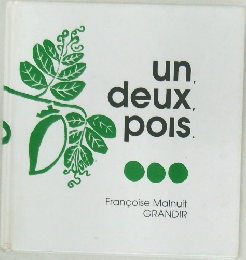 un,
deux,
pois.
Françoise Malnuit
GRANDIR